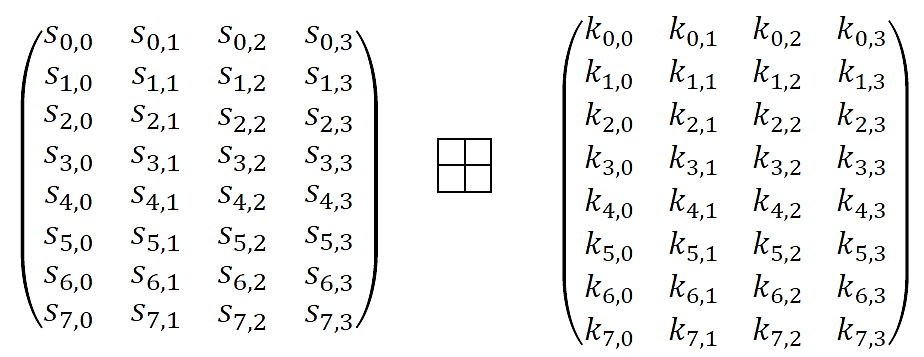 s0,0 s0,1 s0,2 s0,3 k0,0 k0,1 k0,2 k0,3
s1,0 s1,1 s1,2 s1,3 k1,0 k1,1 k1,2 k1,3
s2,0 s2,1 s2,2 s2,3 k2,0 k2,1 k2,2 k2,3
s3,0 s3,1 s3,2 s3,3 ⊞ k3,0 k3,1 k3,2 k3,3
s4,0 s4,1 s4,2 s4,3 k4,0 k4,1 k4,2 k4,3
s5,0 s5,1 s5,2 s5,3 k5,0 k5,1 k5,2 k5,3
s6,0 s6,1 s6,2 s6,3 k6,0 k6,1 k6,2 k6,3
s7,0 s7,1 s7,2 s7,3 k7,0 k7,1 k7,2 k7,3